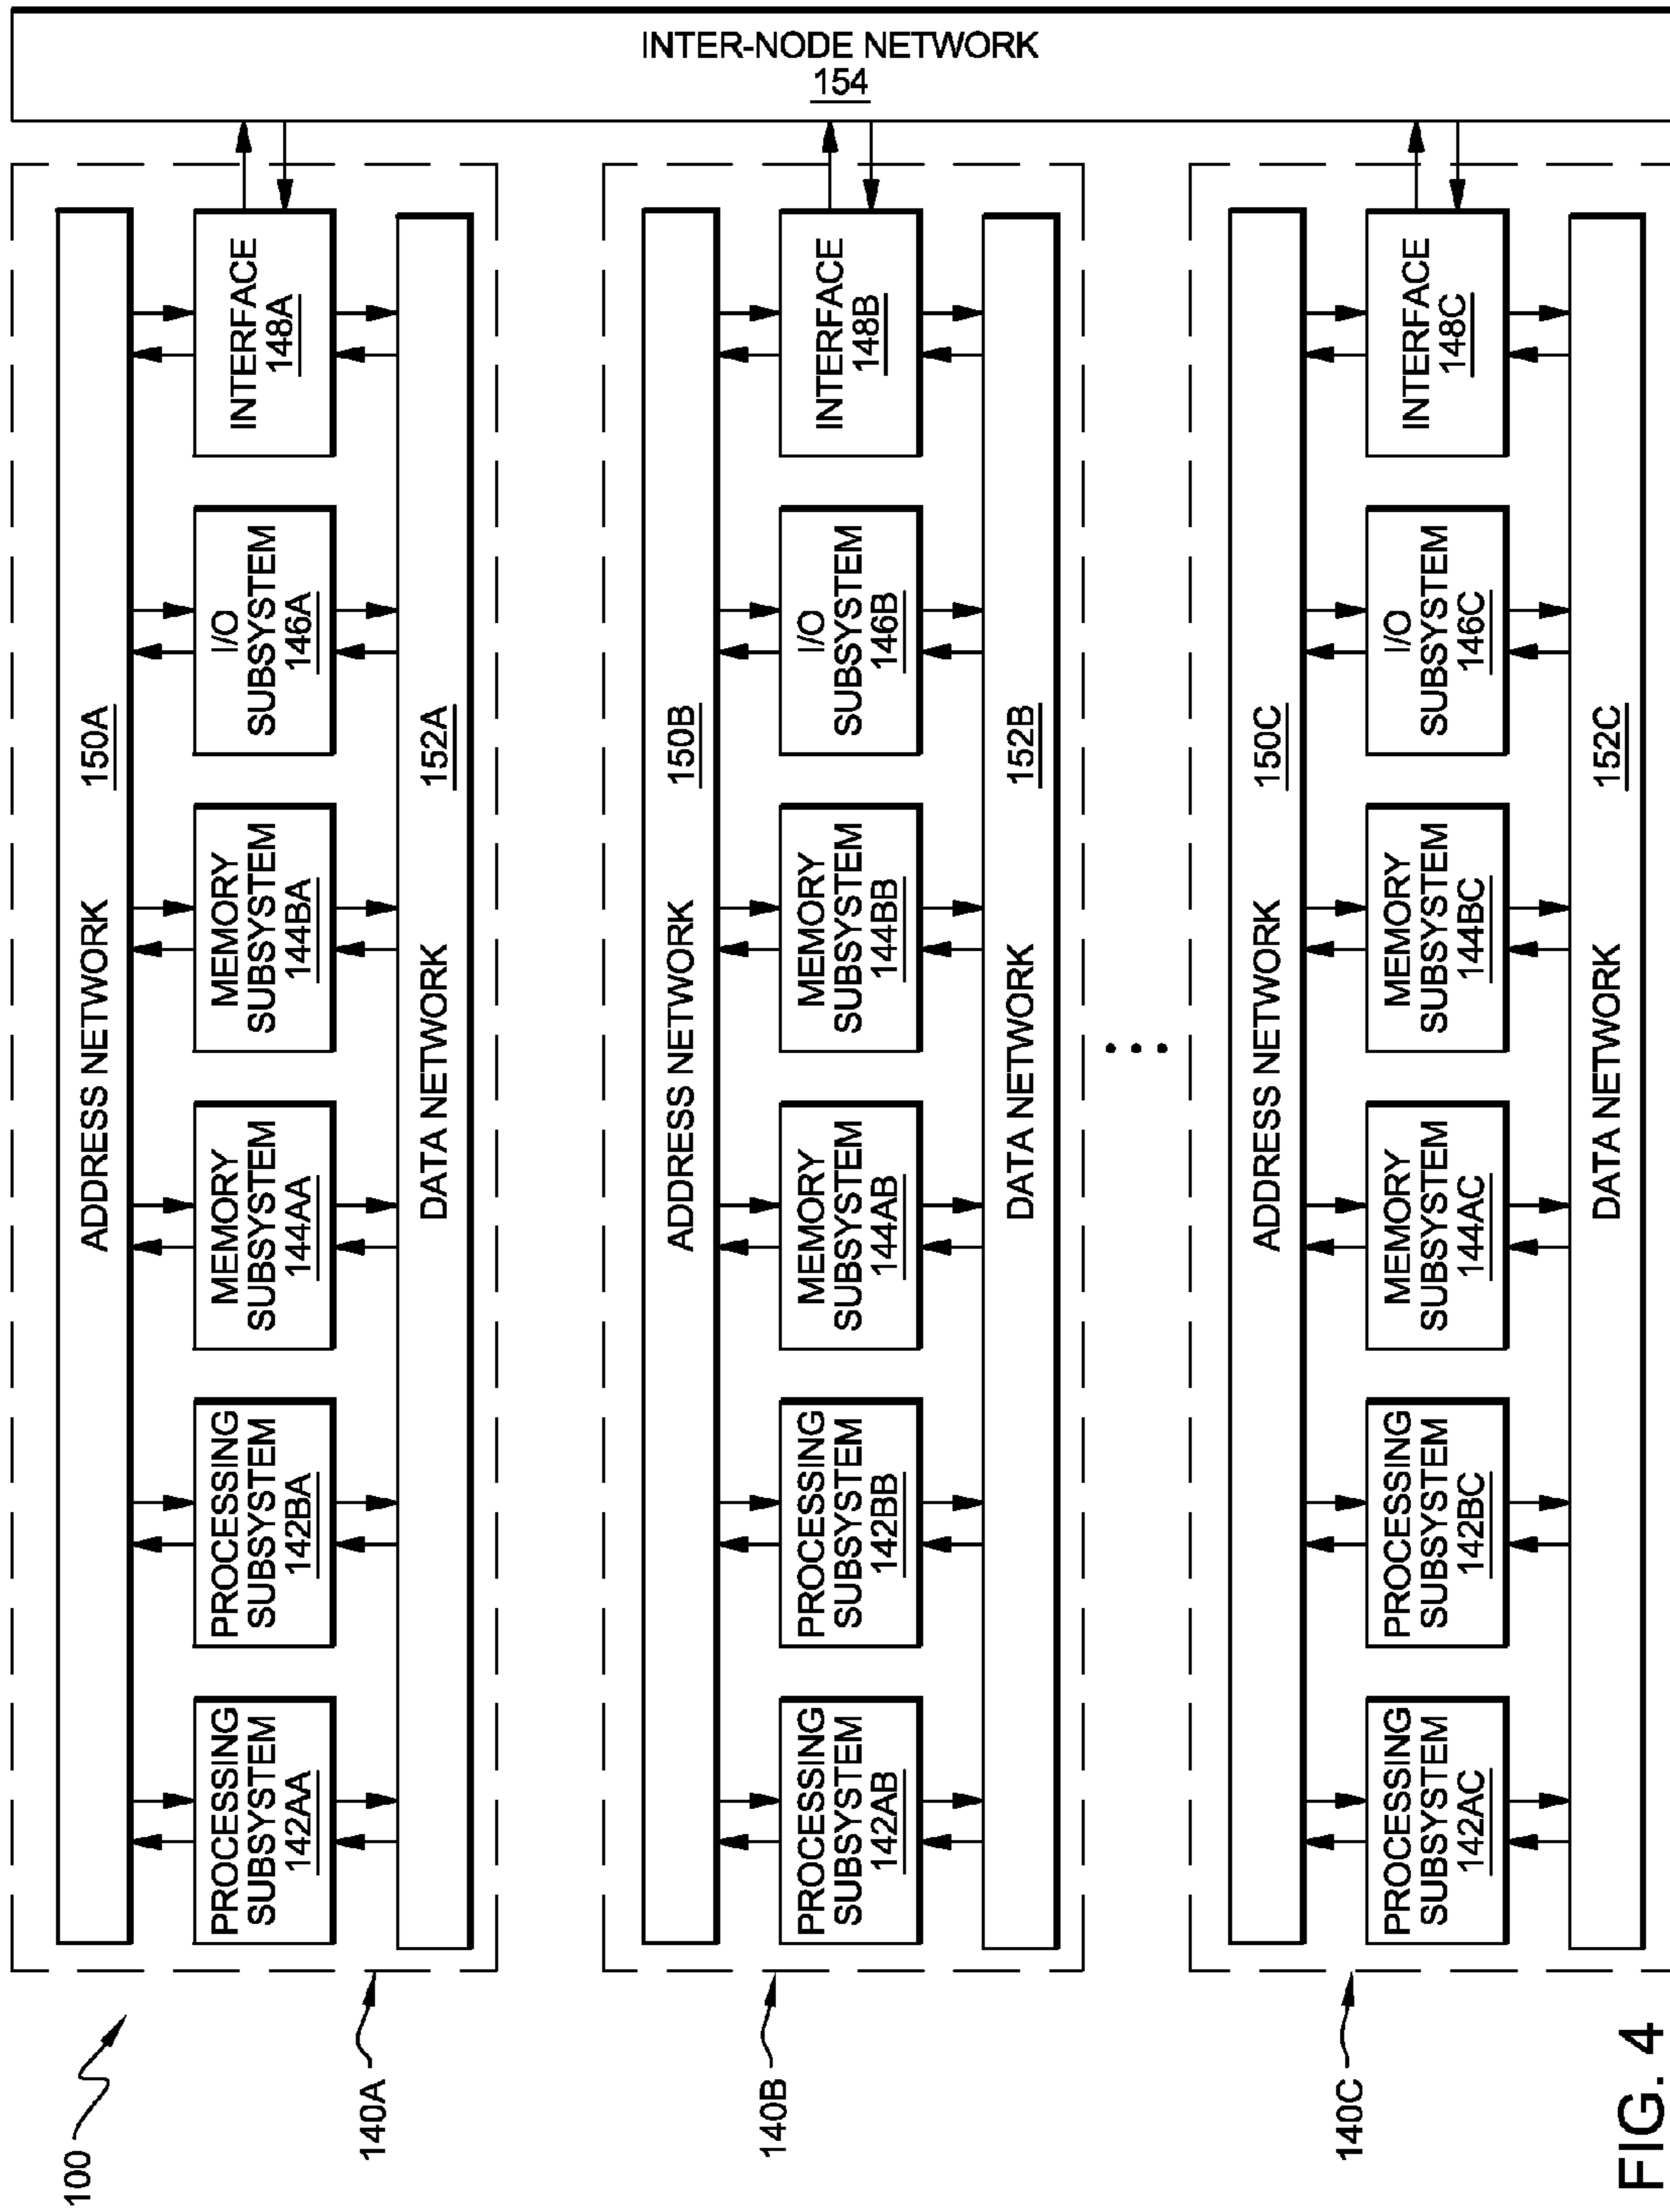 100
140A
ADDRESS NETWORK 150A
PROCESSING
SUBSYSTEM
142AA
PROCESSING
SUBSYSTEM
142BA
MEMORY
SUBSYSTEM
144AA
MEMORY
SUBSYSTEM
144BA
I/O
SUBSYSTEM
146A
INTERFACE
148A
DATA NETWORK 152A
140B
ADDRESS NETWORK 150B
PROCESSING
SUBSYSTEM
142AB
PROCESSING
SUBSYSTEM
142BB
MEMORY
SUBSYSTEM
144AB
MEMORY
SUBSYSTEM
144BB
I/O
SUBSYSTEM
146B
INTERFACE
148B
DATA NETWORK 152B
140C
ADDRESS NETWORK 150C
PROCESSING
SUBSYSTEM
142AC
PROCESSING
SUBSYSTEM
142BC
MEMORY
SUBSYSTEM
144AC
MEMORY
SUBSYSTEM
144BC
I/O
SUBSYSTEM
146C
INTERFACE
148C
DATA NETWORK 152C
INTER-NODE NETWORK
154
FIG. 4